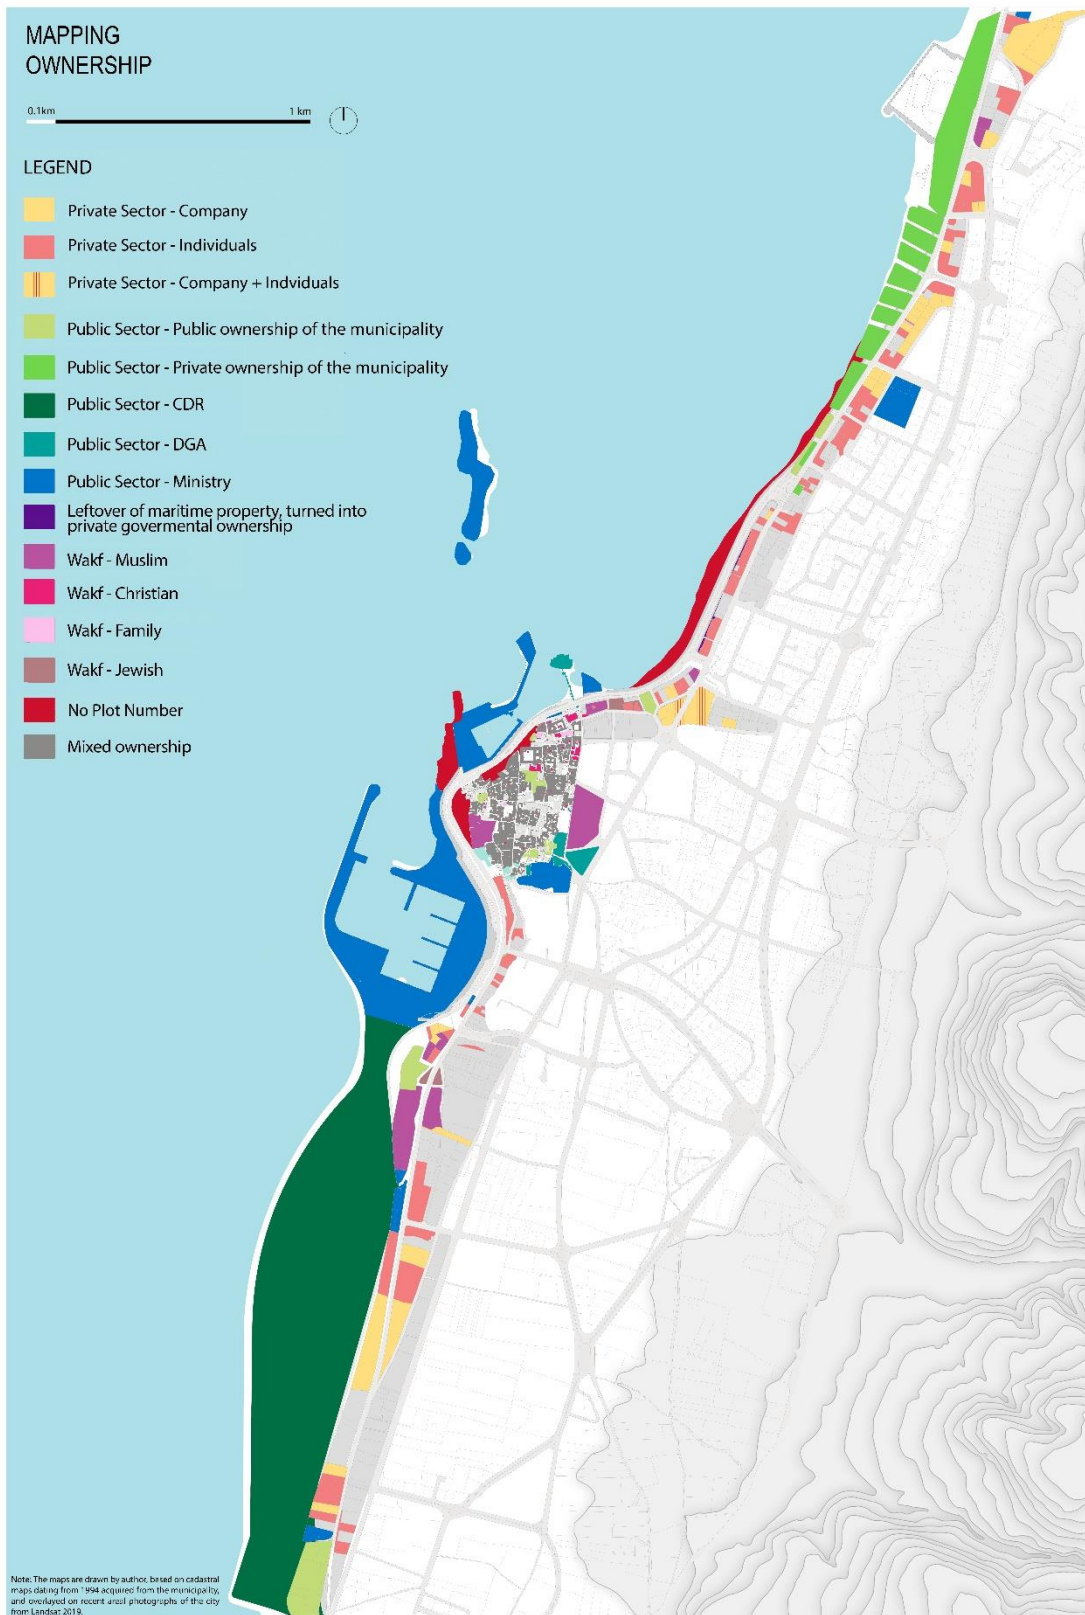 MAPPING
OWNERSHIP
0.1km 1 km
LEGEND
Private Sector - Company
Private Sector - Individuals
Private Sector - Company + Indviduals
Public Sector - Public ownership of the municipality
Public Sector - Private ownership of the municipality
Public Sector - CDR
Public Sector - DGA
Public Sector - Ministry
Leftover of maritime property, turned into
private govermental ownership
Wakf - Muslim
Wakf - Christian
Wakf - Family
Wakf - Jewish
No Plot Number
Mixed ownership
Note: The maps are drawn by author, based on cadastral
maps dating from 1994 acquired from the municipality,
and overlayed on recent areal photographs of the city
from Landsat 2019.